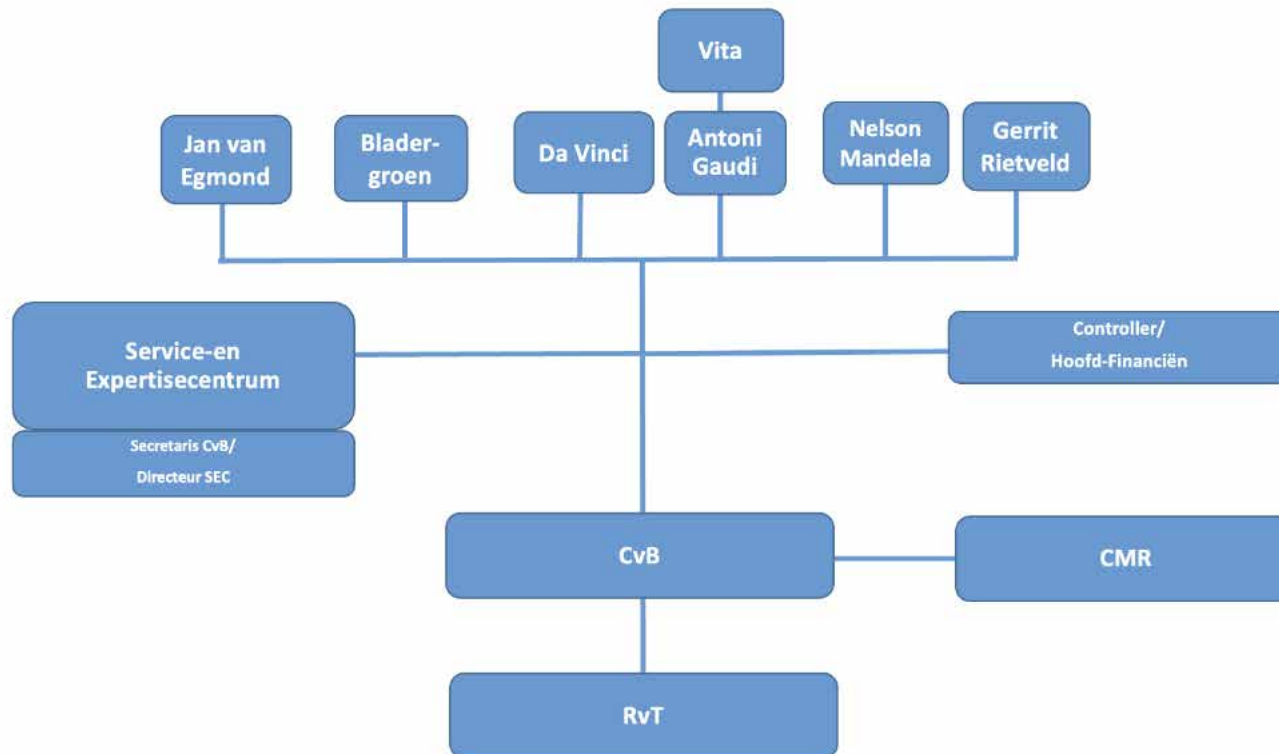 Vita
Jan van
Egmond
Blader-
groen
Da Vinci
Antoni
Gaudi
Nelson
Mandela
Gerrit
Rietveld
Service-en
Expertisecentrum
Controller/
Hoofd-Financiën
Secretaris CvB/
Directeur SEC
CvB
CMR
RvT